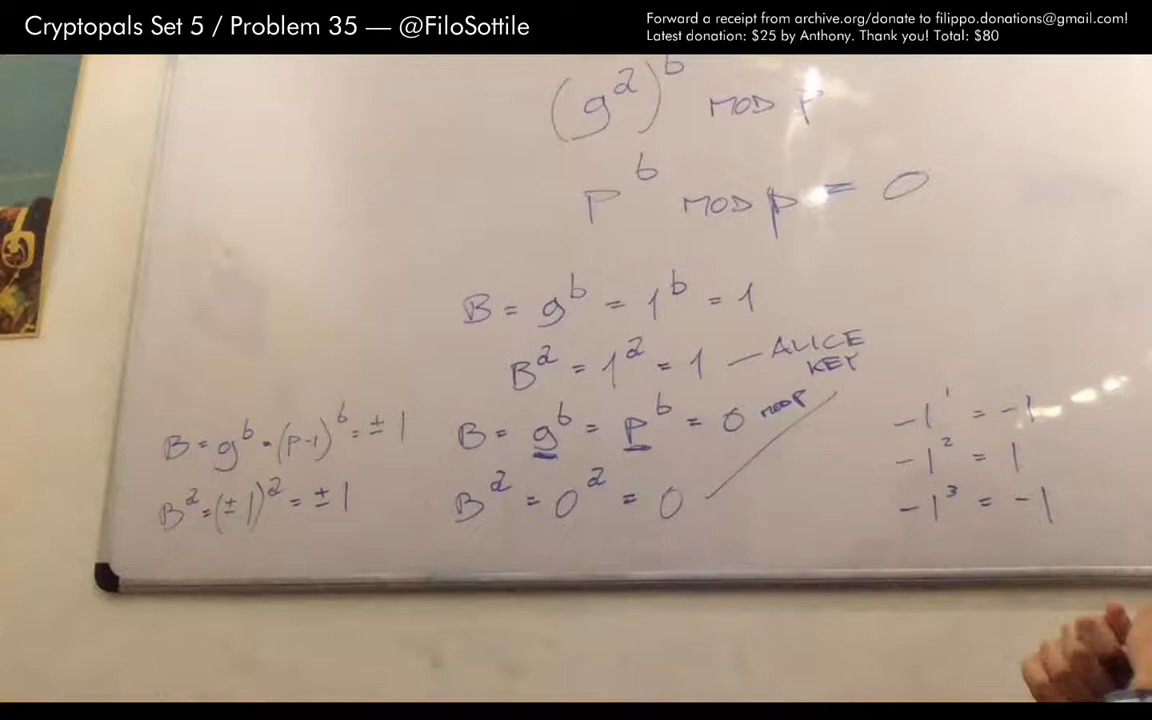 Cryptopals Set 5 / Problem 35 — @FiloSottile
Forward a receipt from archive.org/donate to filippo.donations@gmail.com!
Latest donation: $25 by Anthony. Thank you! Total: $80
(g^a)^b MOD P
P^b MOD p = 0
B = g^b = 1^b = 1
B^a = 1^a = 1 — ALICE KEY
B = g^b = P^b = 0 MOD P
B^a = 0^a = 0
B = g^b = (P-1)^b = ± 1
B^a = (± 1)^a = ± 1
-1^1 = -1
-1^2 = 1
-1^3 = -1